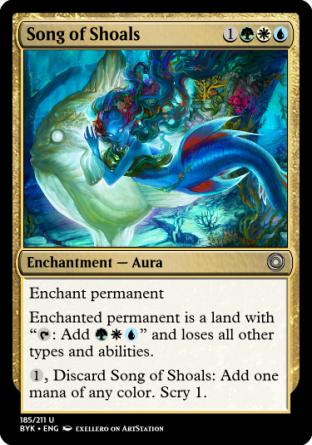 Song of Shoals 1
Enchantment — Aura
Enchant permanent
Enchanted permanent is a land with
“: Add ” and loses all other
types and abilities.
1, Discard Song of Shoals: Add one
mana of any color. Scry 1.
185/211 U
BYK • ENG EXELLERO ON ARTSTATION